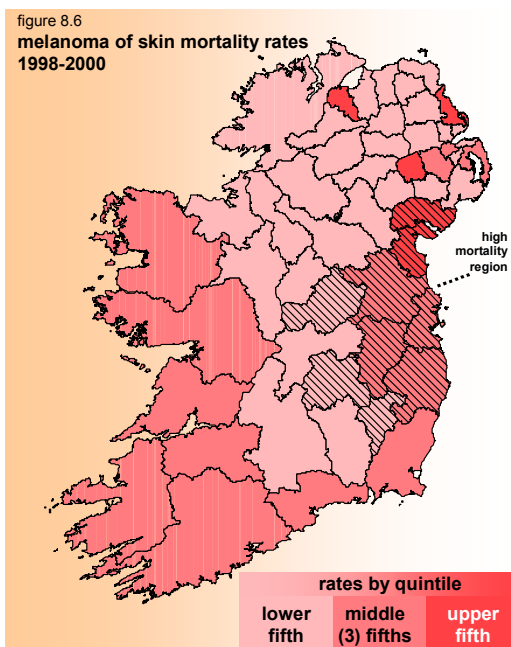 figure 8.6
melanoma of skin mortality rates
1998-2000
high
mortality
region
rates by quintile
lower
fifth
middle
(3) fifths
upper
fifth